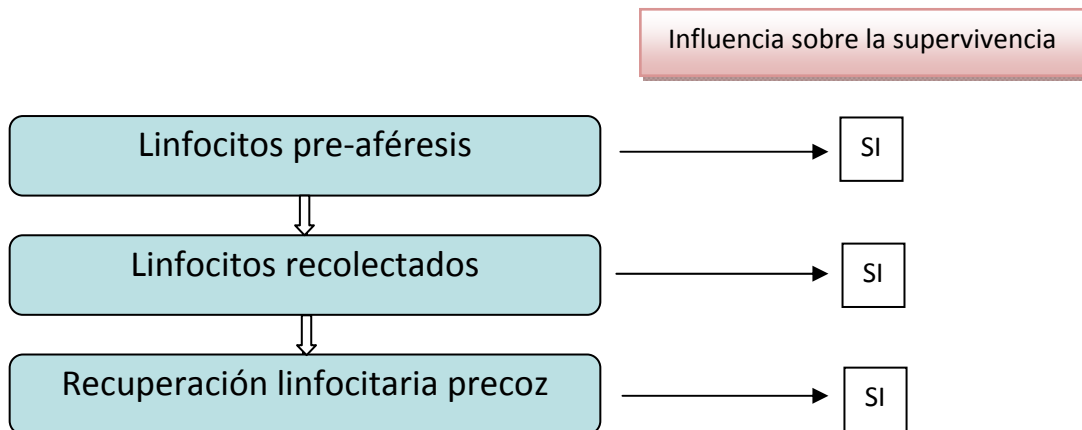 Influencia sobre la supervivencia
Linfocitos pre-aféresis
SI
Linfocitos recolectados
SI
Recuperación linfocitaria precoz
SI